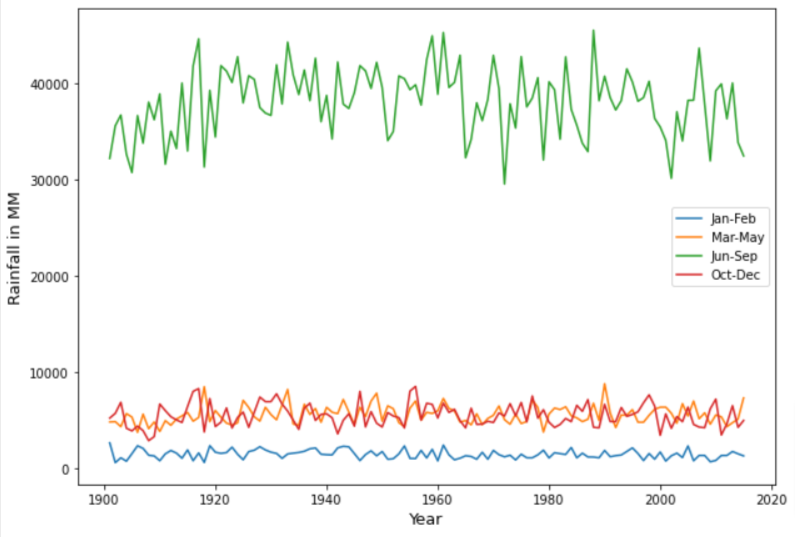 Rainfall in MM
40000
30000
20000
10000
0
Jan-Feb
Mar-May
Jun-Sep
Oct-Dec
1900 1920 1940 1960 1980 2000 2020
Year